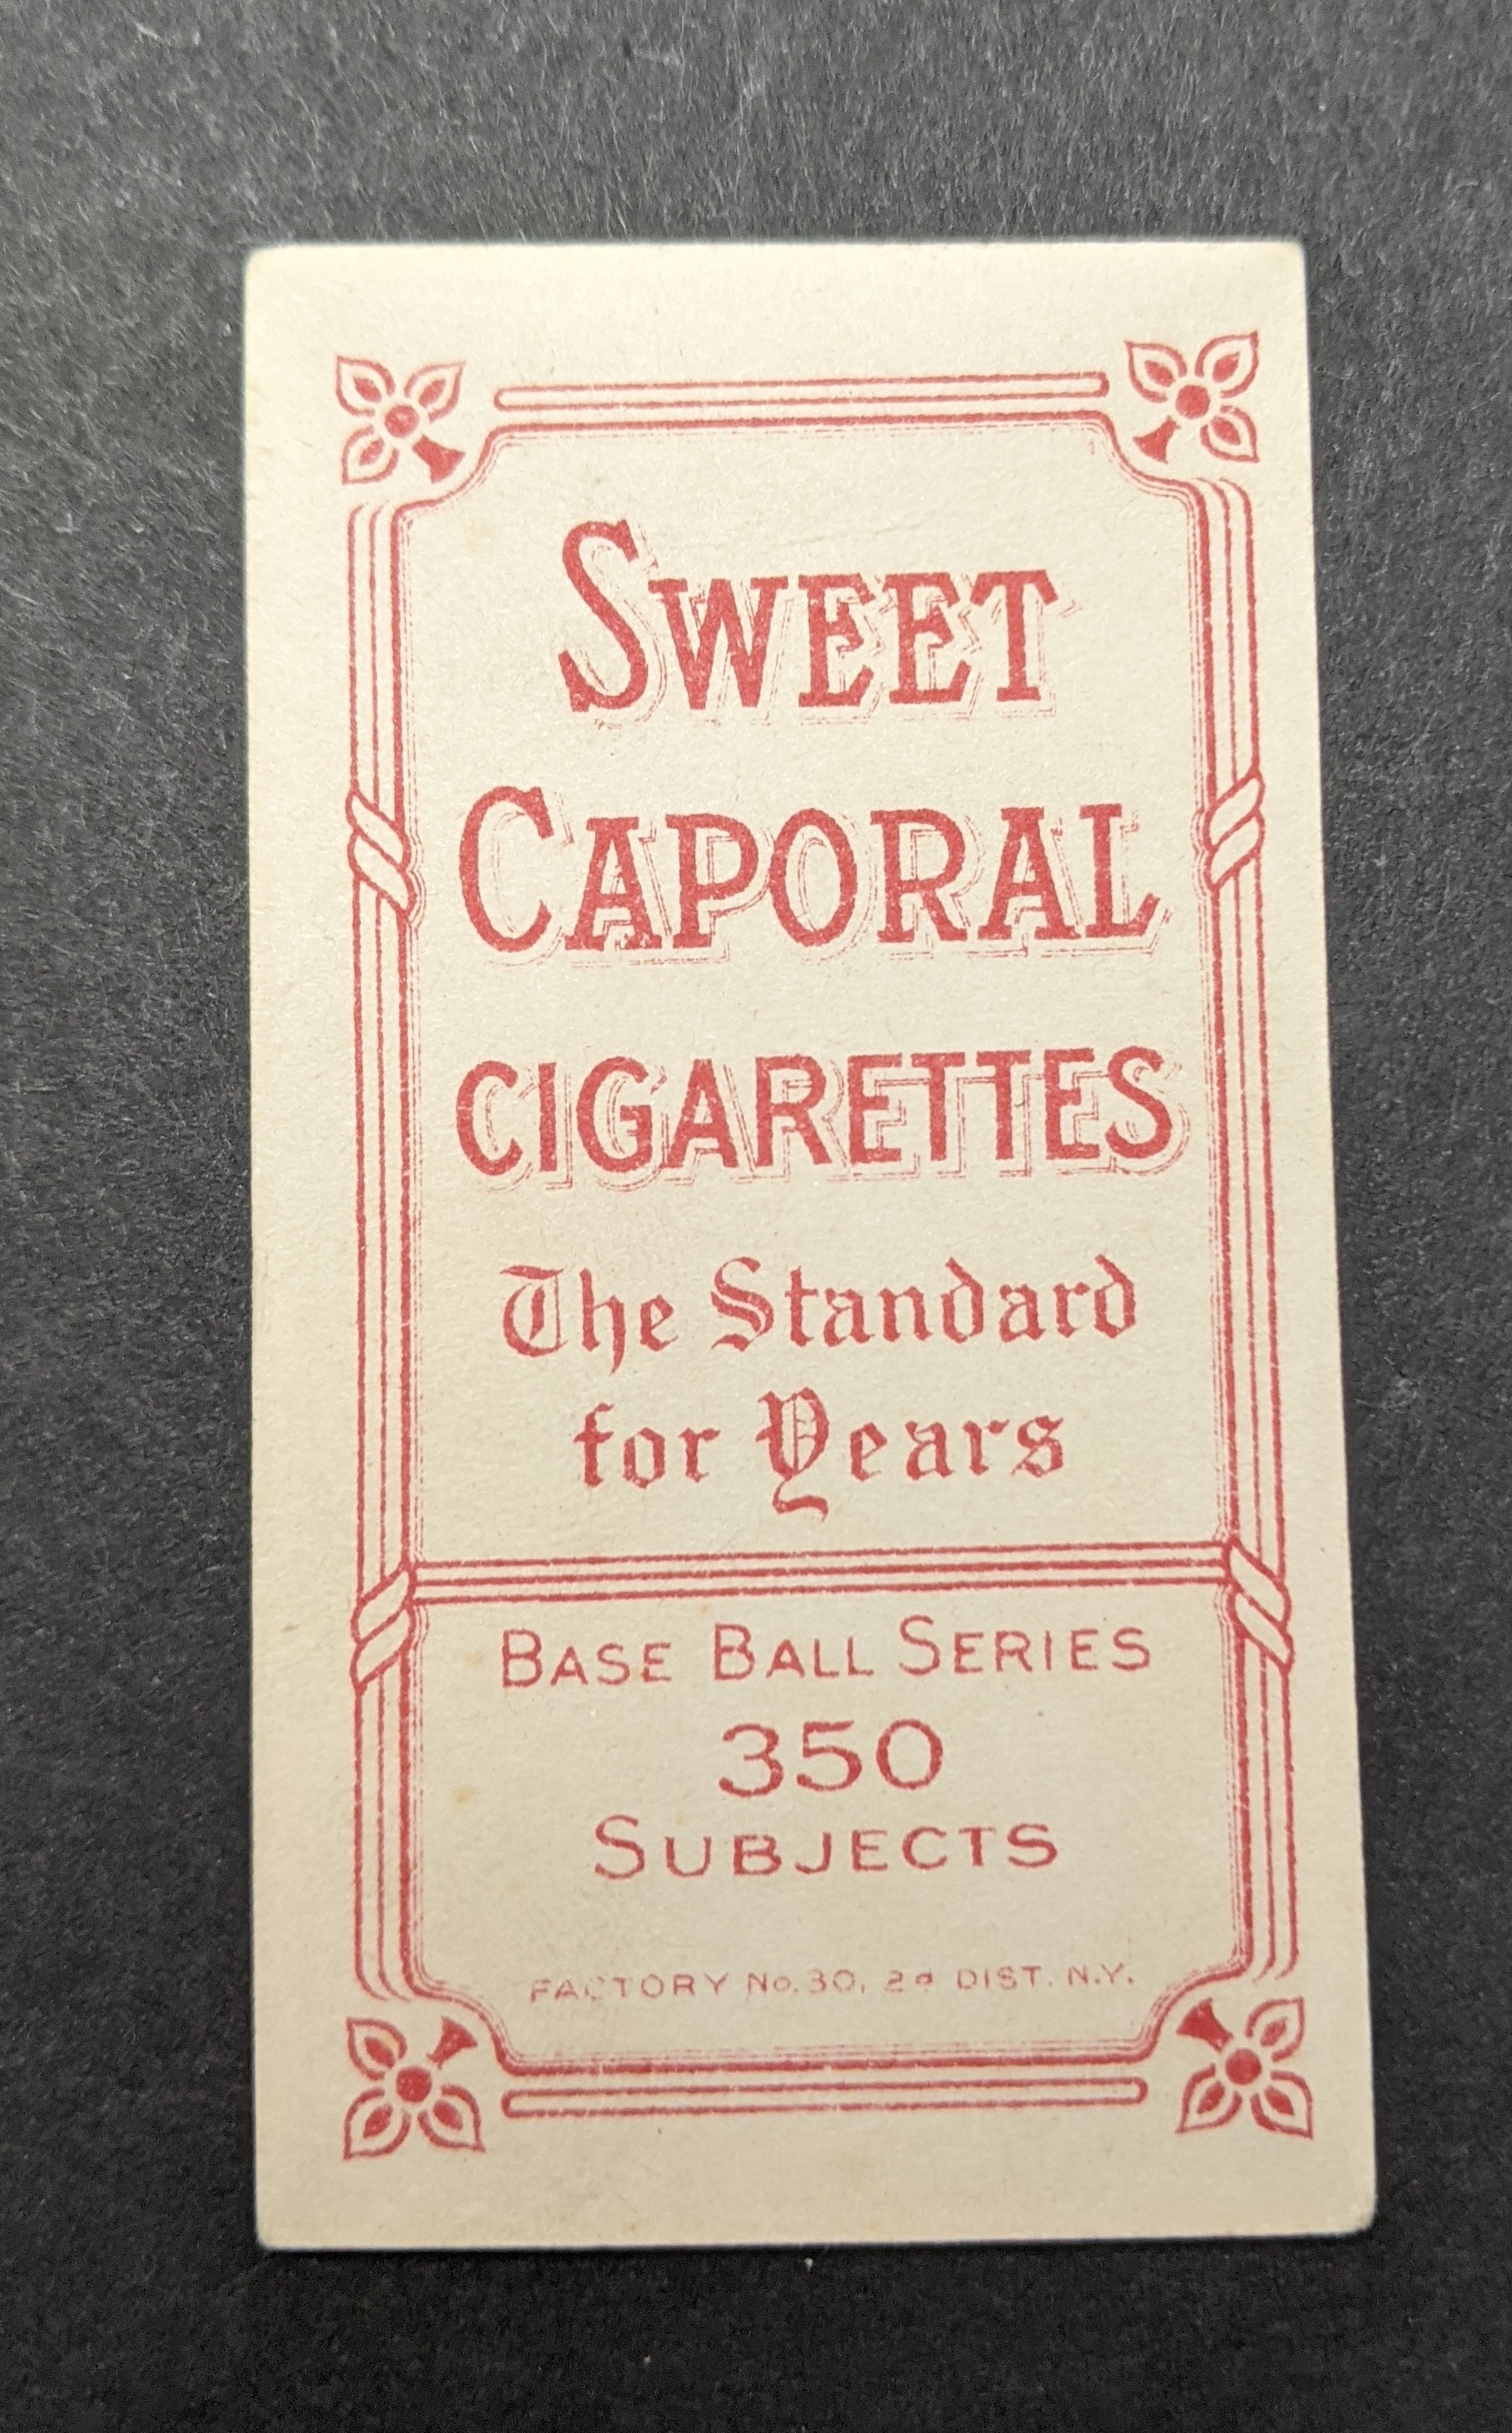 SWEET
CAPORAL
CIGARETTES
The Standard
for Years
BASE BALL SERIES
350
SUBJECTS
FACTORY No. 30, 2d DIST. N.Y.